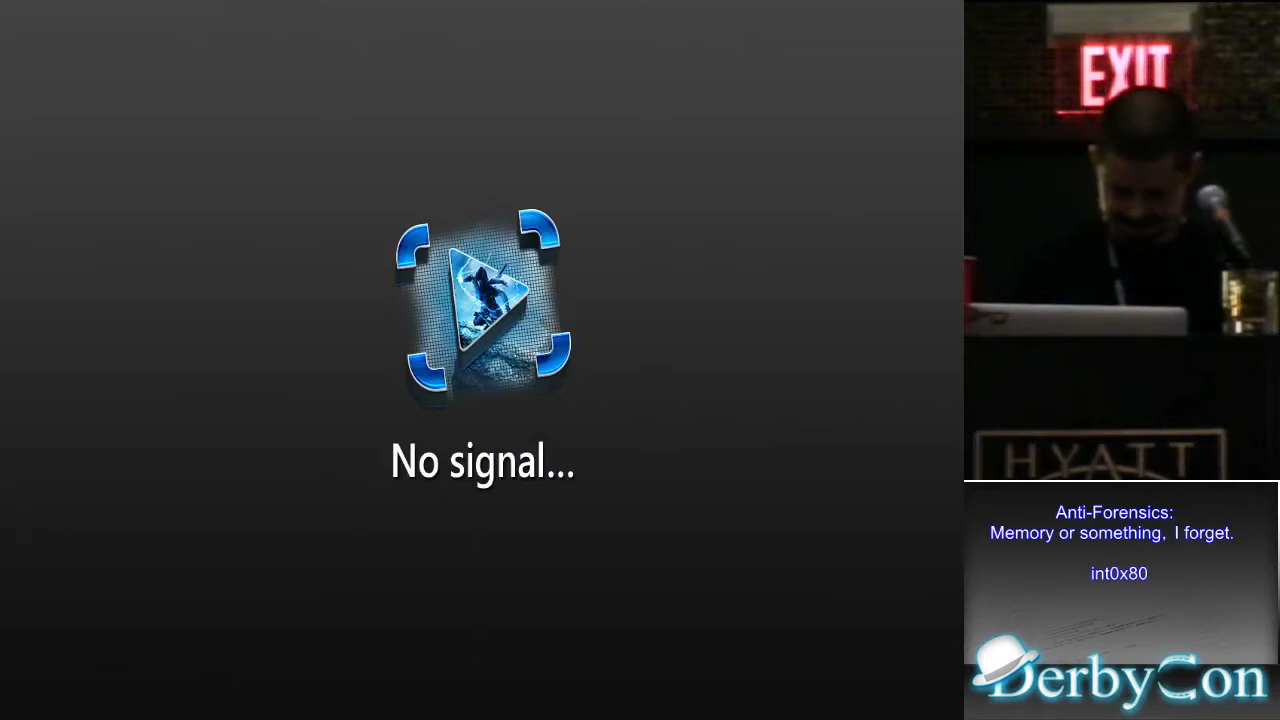 No signal...
EXIT
HYATT
Anti-Forensics:
Memory or something, I forget.
int0x80
DerbyCon